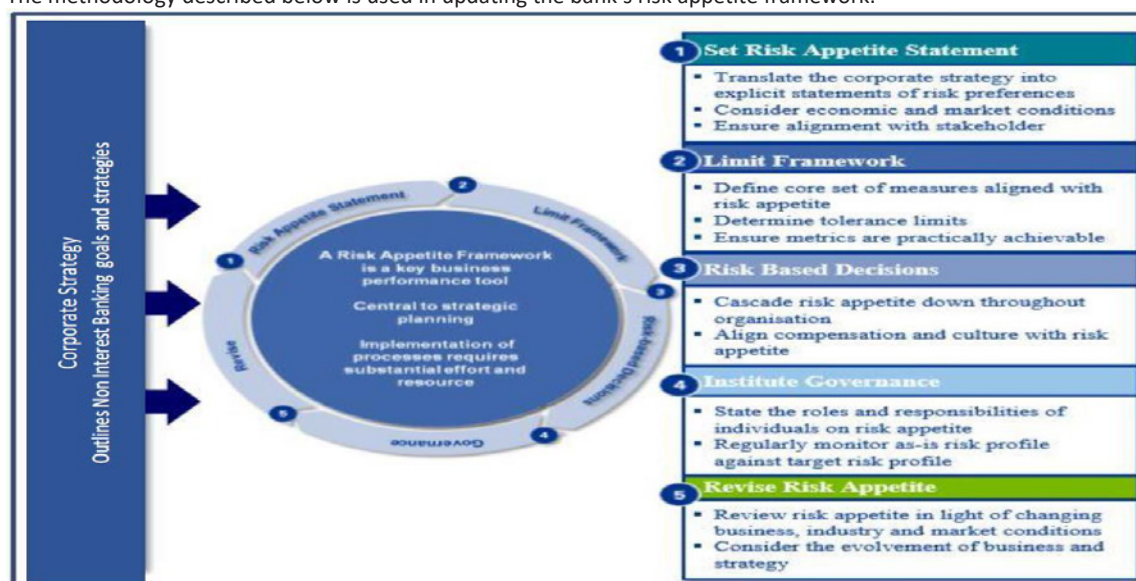 The methodology described below is used in updating the bank's risk appetite framework.
Corporate Strategy
Outlines Non Interest Banking goals and strategies
1
Risk Appetite Statement
2
Limit Framework
3
Risk-based Decisions
4
Governance
5
Revise
A Risk Appetite Framework
is a key business
performance tool
Central to strategic
planning
Implementation of
processes requires
substantial effort and
resource
1 Set Risk Appetite Statement
▪ Translate the corporate strategy into
explicit statements of risk preferences
▪ Consider economic and market conditions
▪ Ensure alignment with stakeholder
2 Limit Framework
▪ Define core set of measures aligned with
risk appetite
▪ Determine tolerance limits
▪ Ensure metrics are practically achievable
3 Risk Based Decisions
▪ Cascade risk appetite down throughout
organisation
▪ Align compensation and culture with risk
appetite
4 Institute Governance
▪ State the roles and responsibilities of
individuals on risk appetite
▪ Regularly monitor as-is risk profile
against target risk profile
5 Revise Risk Appetite
▪ Review risk appetite in light of changing
business, industry and market conditions
▪ Consider the evolvement of business and
strategy